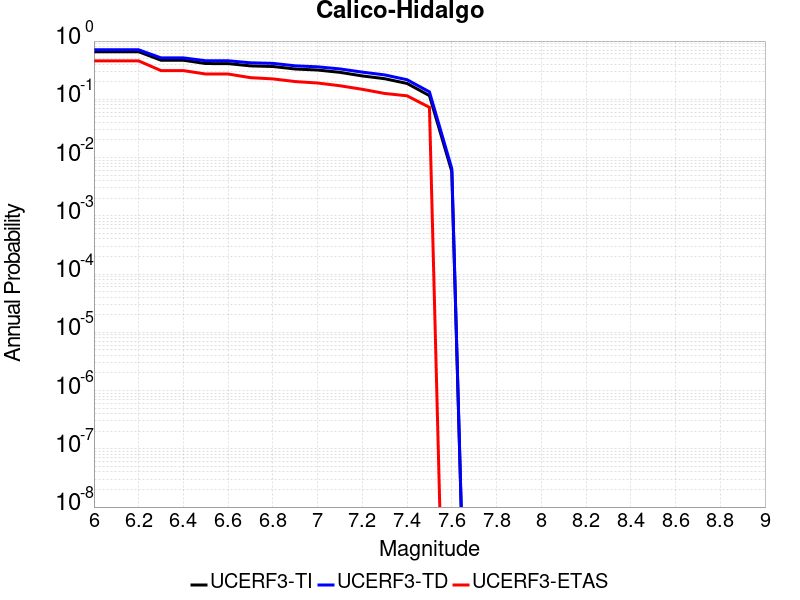 Calico-Hidalgo
10^0
10^-1
10^-2
10^-3
10^-4
10^-5
10^-6
10^-7
10^-8
Annual Probability
6 6.2 6.4 6.6 6.8 7 7.2 7.4 7.6 7.8 8 8.2 8.4 8.6 8.8 9
Magnitude
UCERF3-TI UCERF3-TD UCERF3-ETAS